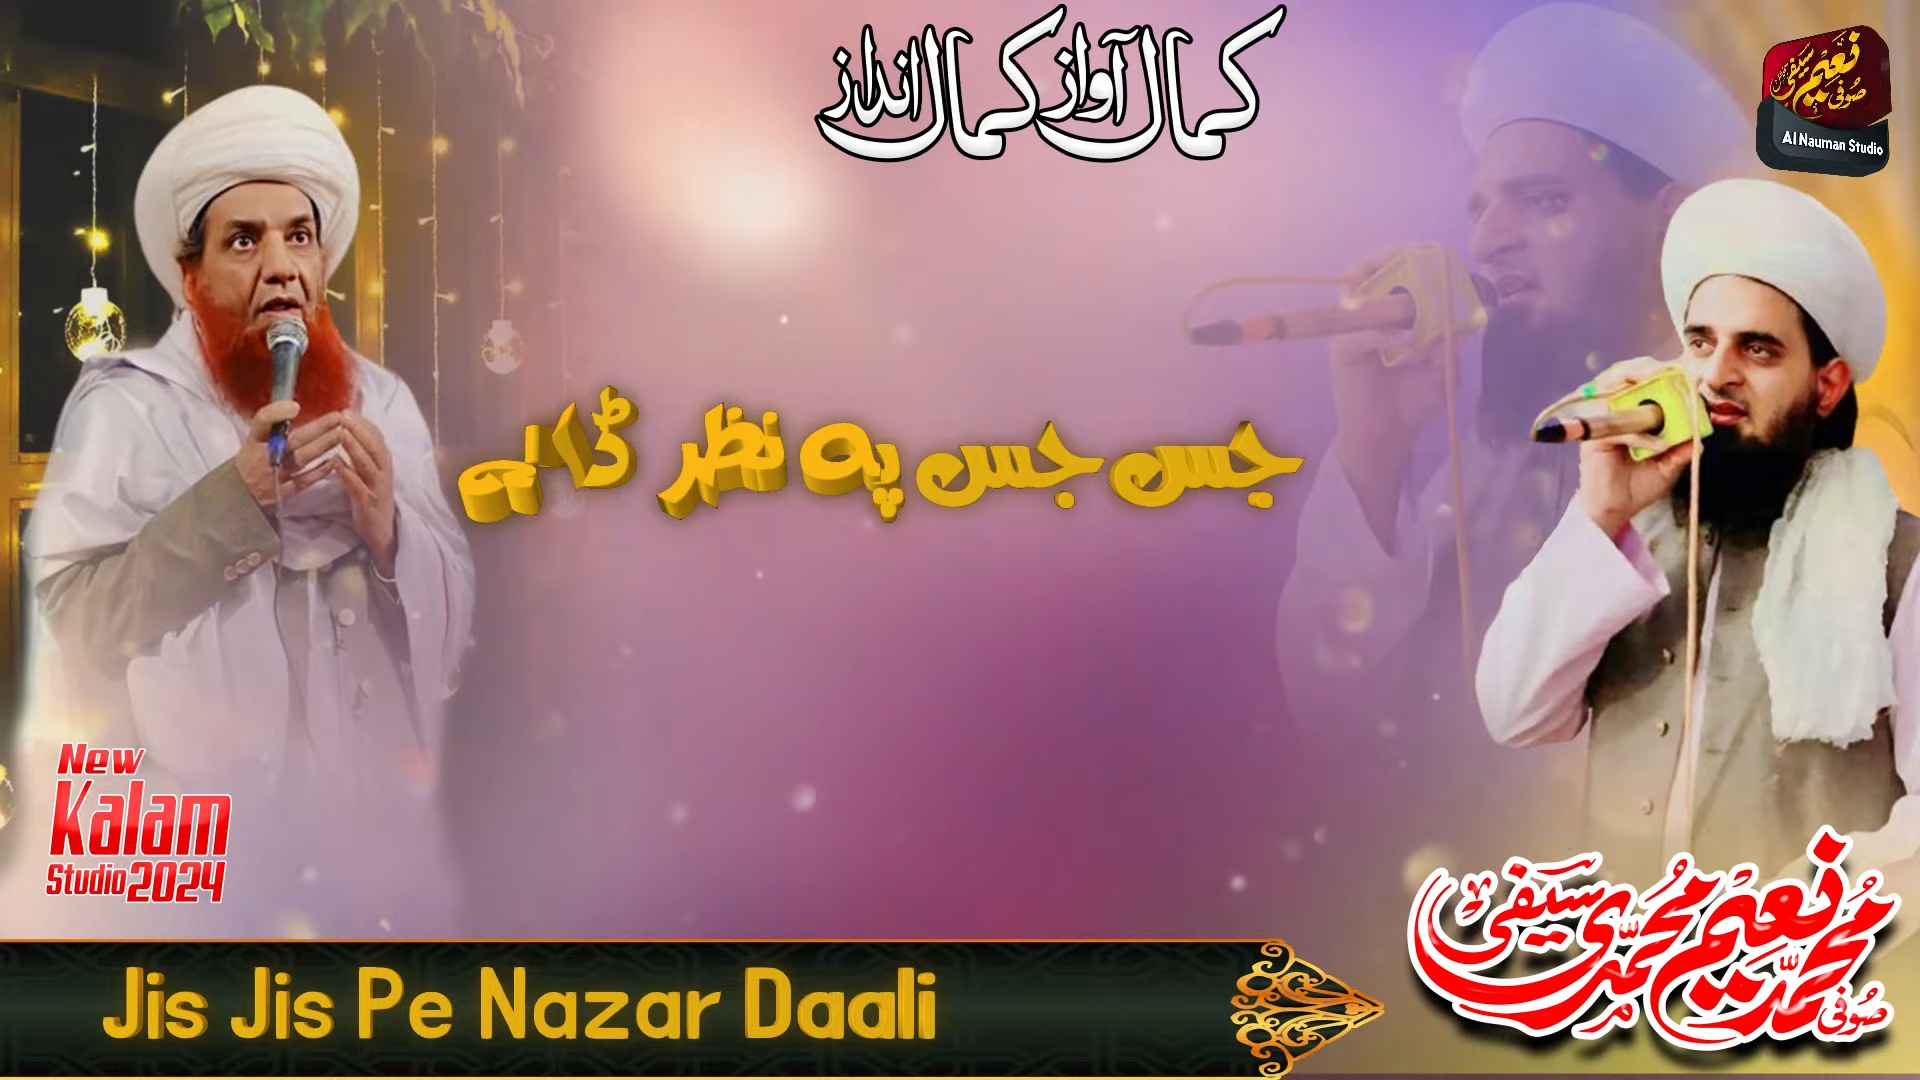 کمال آواز کمال انداز
صوفی نعیم سیفی
Al Nauman Studio
جس جس پہ نظر ڈالی
New
Kalam
Studio 2024
Jis Jis Pe Nazar Daali
صوفی محمد نعیم محمدی سیفی